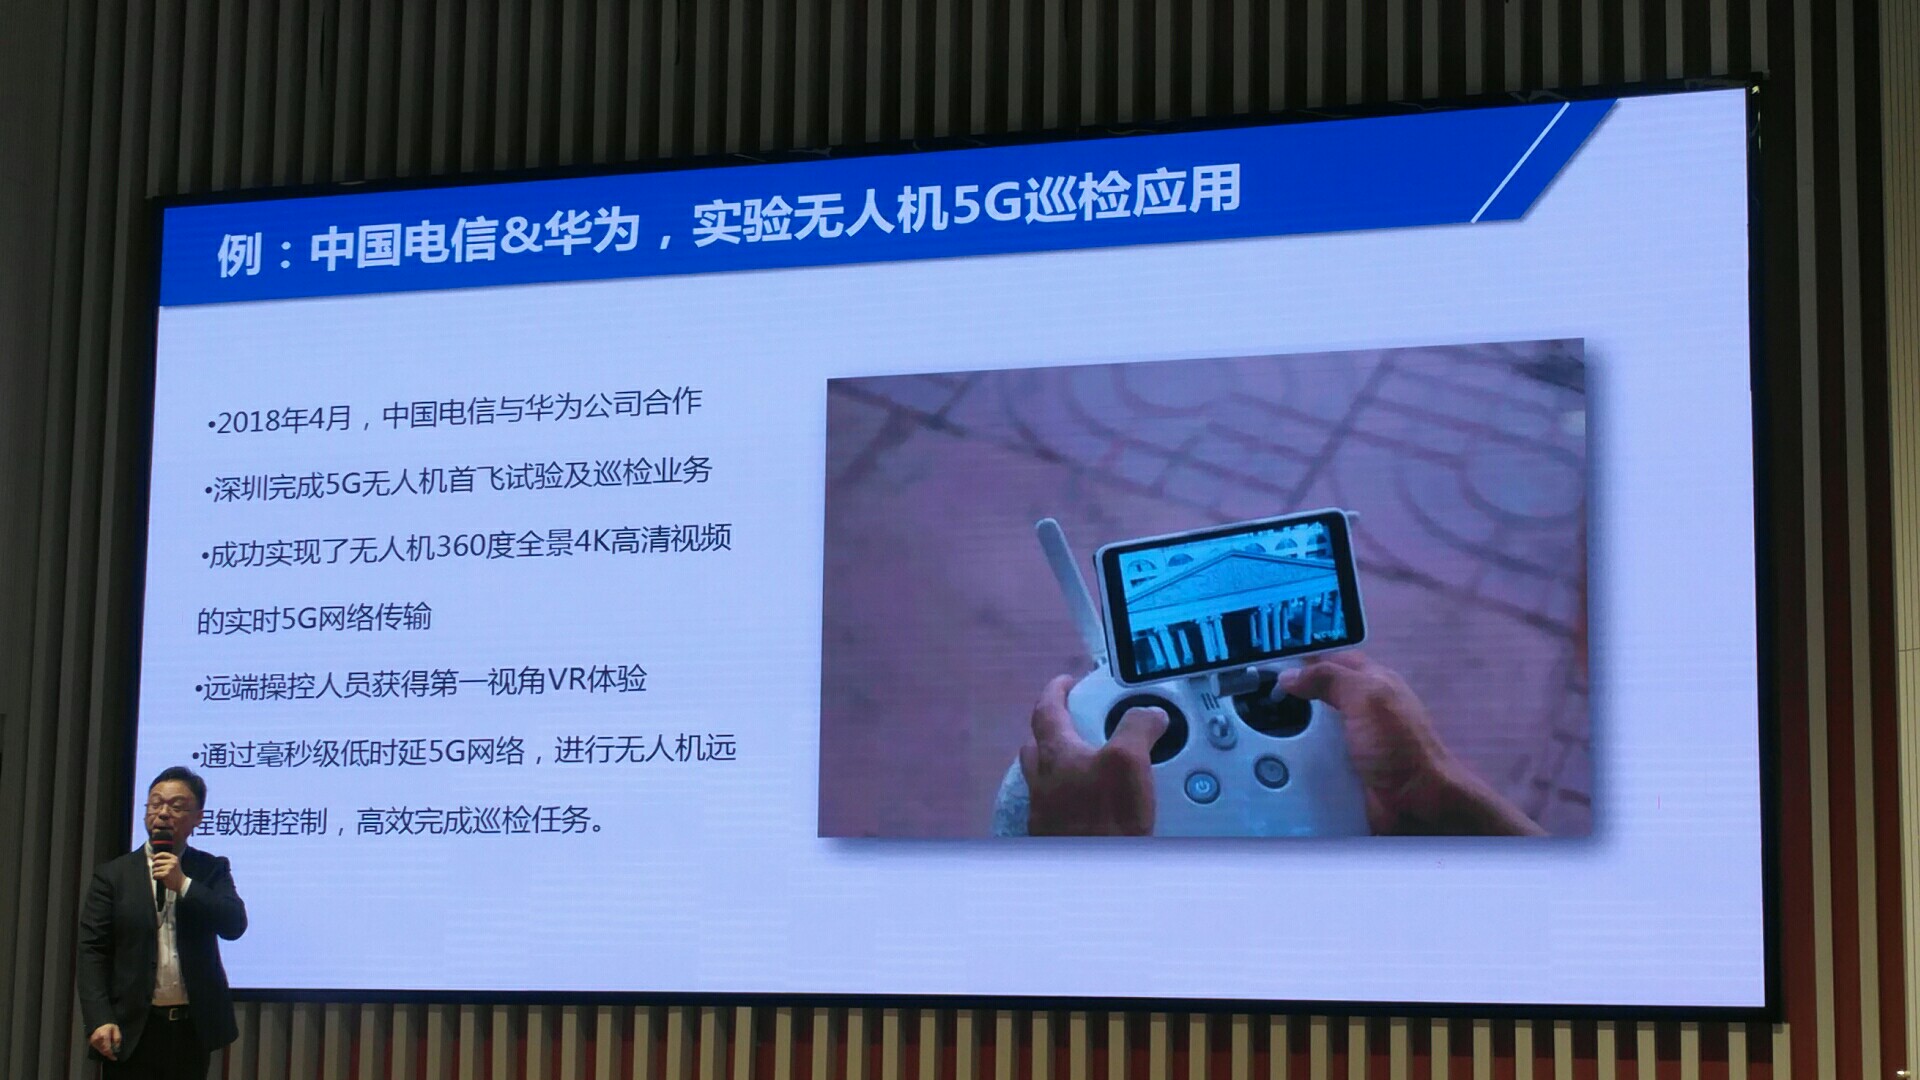 例：中国电信&华为，实验无人机5G巡检应用
•2018年4月，中国电信与华为公司合作
•深圳完成5G无人机首飞试验及巡检业务
•成功实现了无人机360度全景4K高清视频
的实时5G网络传输
•远端操控人员获得第一视角VR体验
•通过毫秒级低时延5G网络，进行无人机远
程敏捷控制，高效完成巡检任务。